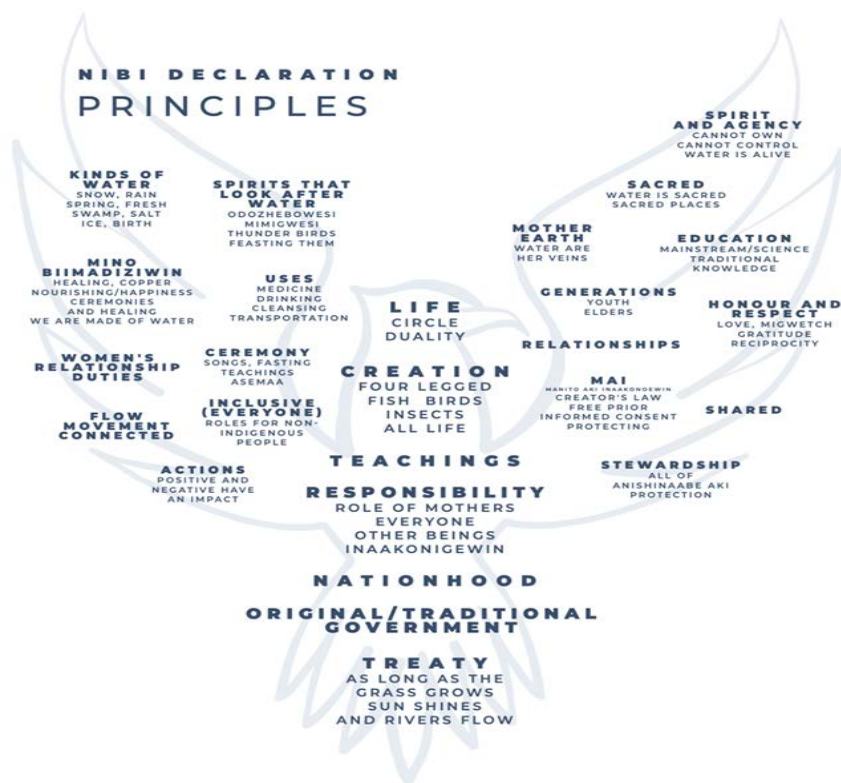 NIBI DECLARATION
PRINCIPLES
KINDS OF
WATER
SNOW, RAIN
SPRING, FRESH
SWAMP, SALT
ICE, BIRTH
SPIRITS THAT
LOOK AFTER
WATER
ODOZHEBOWESI
MIMIGWESI
THUNDER BIRDS
FEASTING THEM
MINO
BIIMADIZIWIN
HEALING, COPPER
NOURISHING/HAPPINESS
CEREMONIES
AND HEALING
WE ARE MADE OF WATER
USES
MEDICINE
DRINKING
CLEANSING
TRANSPORTATION
WOMEN'S
RELATIONSHIP
DUTIES
CEREMONY
SONGS, FASTING
TEACHINGS
ASEMAA
FLOW
MOVEMENT
CONNECTED
INCLUSIVE
(EVERYONE)
ROLES FOR NON-
INDIGENOUS
PEOPLE
ACTIONS
POSITIVE AND
NEGATIVE HAVE
AN IMPACT
LIFE
CIRCLE
DUALITY
CREATION
FOUR LEGGED
FISH BIRDS
INSECTS
ALL LIFE
TEACHINGS
RESPONSIBILITY
ROLE OF MOTHERS
EVERYONE
OTHER BEINGS
INAAKONIGEWIN
NATIONHOOD
ORIGINAL/TRADITIONAL
GOVERNMENT
TREATY
AS LONG AS THE
GRASS GROWS
SUN SHINES
AND RIVERS FLOW
SPIRIT
AND AGENCY
CANNOT OWN
CANNOT CONTROL
WATER IS ALIVE
SACRED
WATER IS SACRED
SACRED PLACES
MOTHER
EARTH
WATER ARE
HER VEINS
EDUCATION
MAINSTREAM/SCIENCE
TRADITIONAL
KNOWLEDGE
GENERATIONS
YOUTH
ELDERS
HONOUR AND
RESPECT
LOVE, MIGWETCH
GRATITUDE
RECIPROCITY
RELATIONSHIPS
MAI
MANITO AKI INAAKONDEWIN
CREATOR'S LAW
FREE PRIOR
INFORMED CONSENT
PROTECTING
SHARED
STEWARDSHIP
ALL OF
ANISHINAABE AKI
PROTECTION